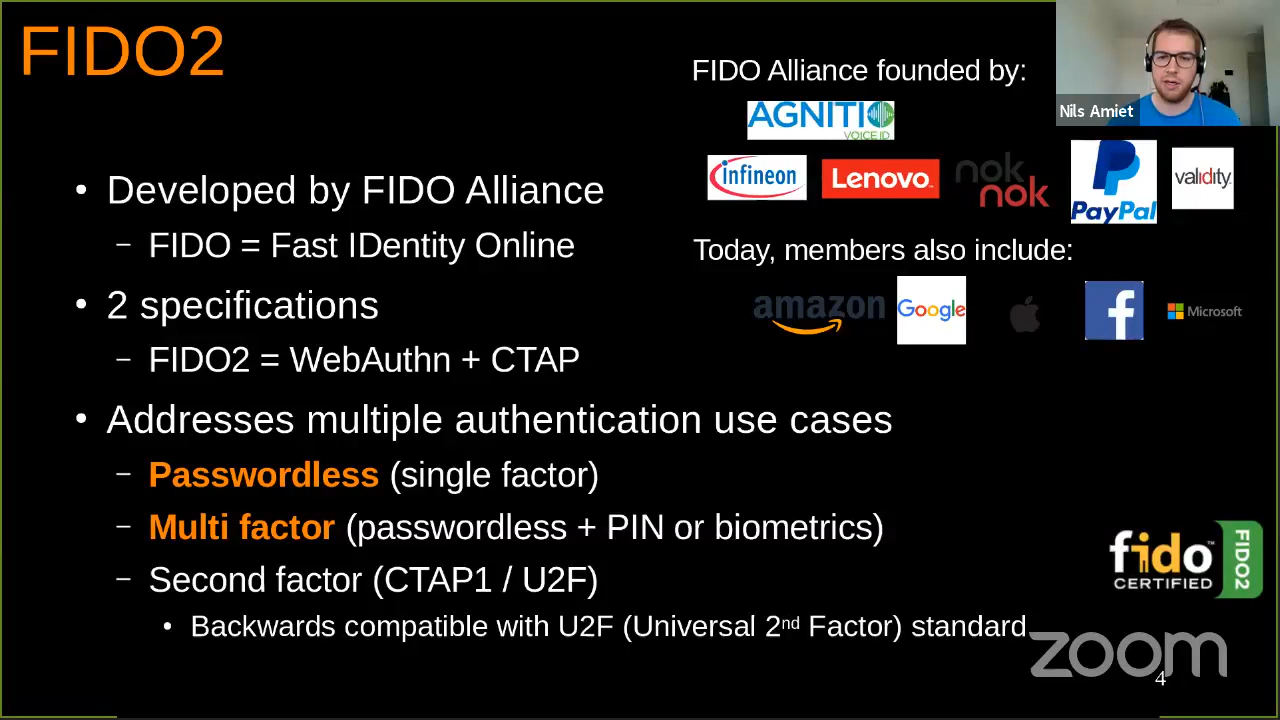 FIDO2
FIDO Alliance founded by:
AGNITIO
VOICE ID
Nils Amiet
infineon
Lenovo
nok
nok
PayPal
validity
• Developed by FIDO Alliance
– FIDO = Fast IDentity Online
Today, members also include:
amazon
Google
f
Microsoft
• 2 specifications
– FIDO2 = WebAuthn + CTAP
• Addresses multiple authentication use cases
– Passwordless (single factor)
– Multi factor (passwordless + PIN or biometrics)
– Second factor (CTAP1 / U2F)
• Backwards compatible with U2F (Universal 2nd Factor) standard
fido™
CERTIFIED
FIDO2
zoom
4